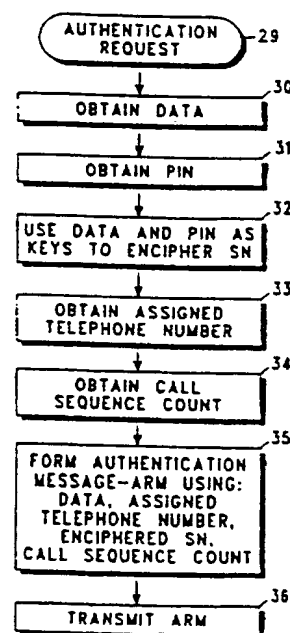 AUTHENTICATION
REQUEST
29
30
OBTAIN DATA
31
OBTAIN PIN
32
USE DATA AND PIN AS
KEYS TO ENCIPHER SN
33
OBTAIN ASSIGNED
TELEPHONE NUMBER
34
OBTAIN CALL
SEQUENCE COUNT
35
FORM AUTHENTICATION
MESSAGE-ARM USING:
DATA, ASSIGNED
TELEPHONE NUMBER,
ENCIPHERED SN,
CALL SEQUENCE COUNT
36
TRANSMIT ARM